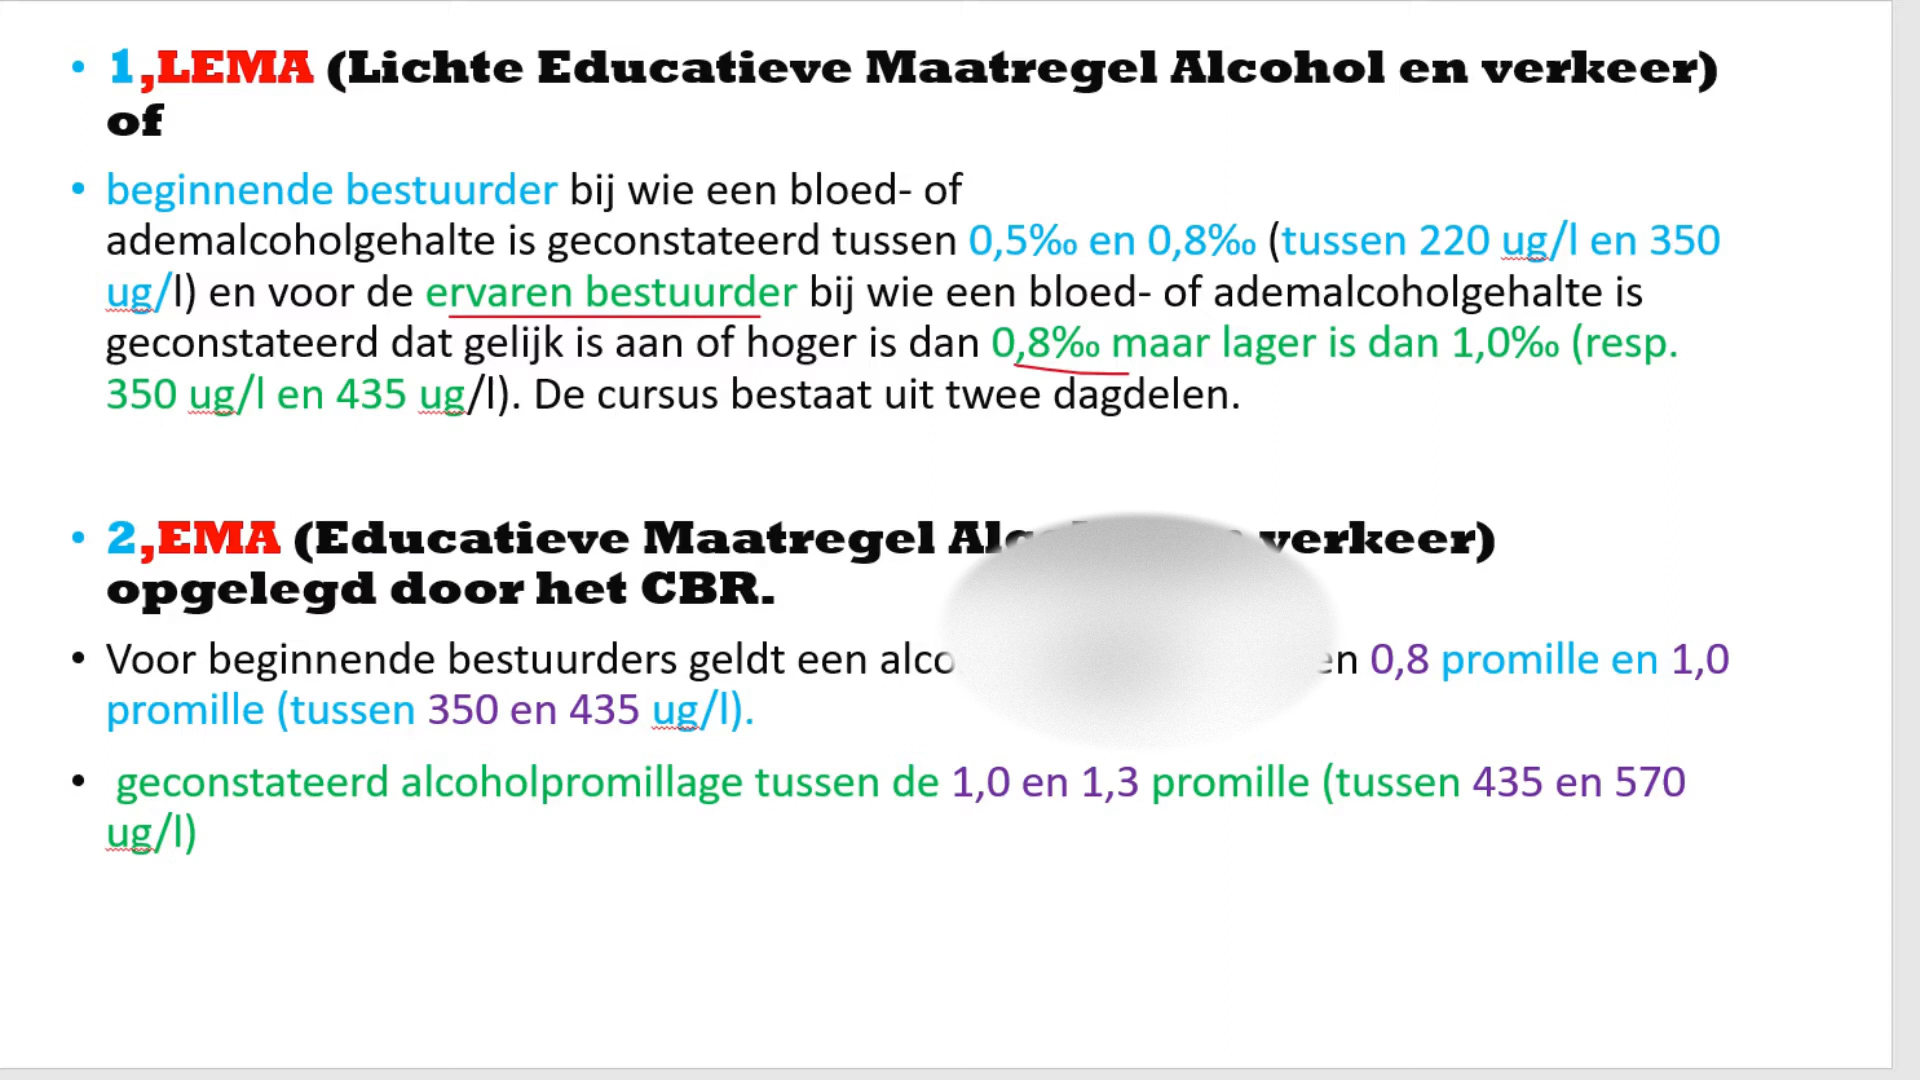 • 1,LEMA (Lichte Educatieve Maatregel Alcohol en verkeer)
of
• beginnende bestuurder bij wie een bloed- of
ademalcoholgehalte is geconstateerd tussen 0,5‰ en 0,8‰ (tussen 220 ug/l en 350
ug/l) en voor de ervaren bestuurder bij wie een bloed- of ademalcoholgehalte is
geconstateerd dat gelijk is aan of hoger is dan 0,8‰ maar lager is dan 1,0‰ (resp.
350 ug/l en 435 ug/l). De cursus bestaat uit twee dagdelen.
• 2,EMA (Educatieve Maatregel verkeer)
opgelegd door het CBR.
• Voor beginnende bestuurders geldt een 0,8 promille en 1,0
promille (tussen 350 en 435 ug/l).
• geconstateerd alcoholpromillage tussen de 1,0 en 1,3 promille (tussen 435 en 570
ug/l)